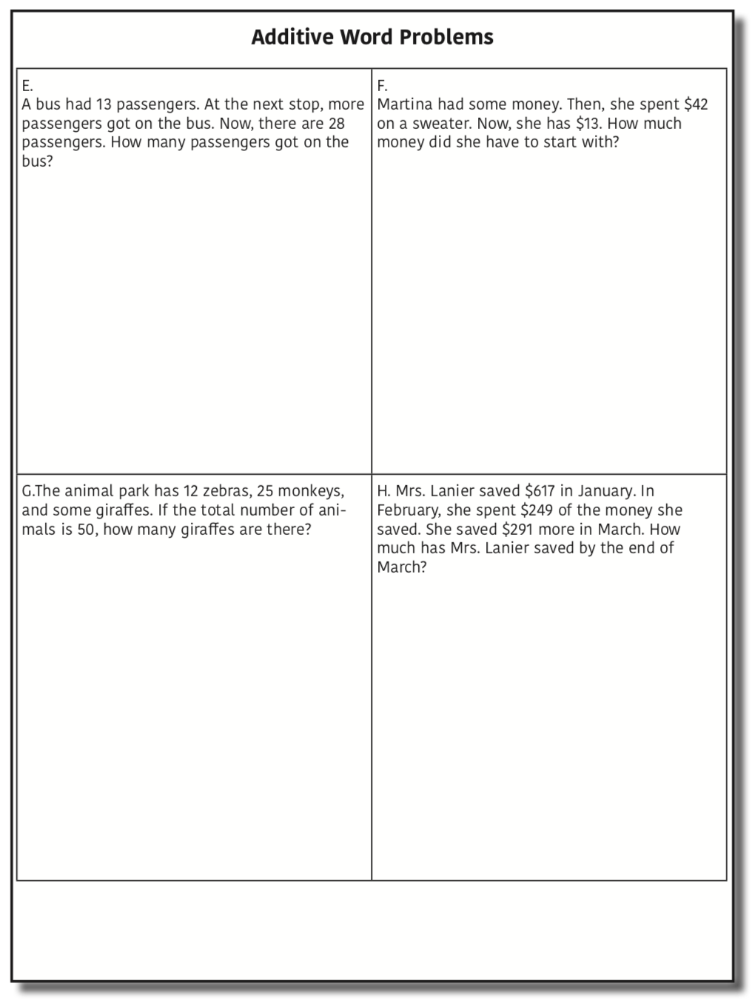 Additive Word Problems
E.
A bus had 13 passengers. At the next stop, more
passengers got on the bus. Now, there are 28
passengers. How many passengers got on the
bus?
F.
Martina had some money. Then, she spent $42
on a sweater. Now, she has $13. How much
money did she have to start with?
G.The animal park has 12 zebras, 25 monkeys,
and some giraffes. If the total number of ani-
mals is 50, how many giraffes are there?
H. Mrs. Lanier saved $617 in January. In
February, she spent $249 of the money she
saved. She saved $291 more in March. How
much has Mrs. Lanier saved by the end of
March?